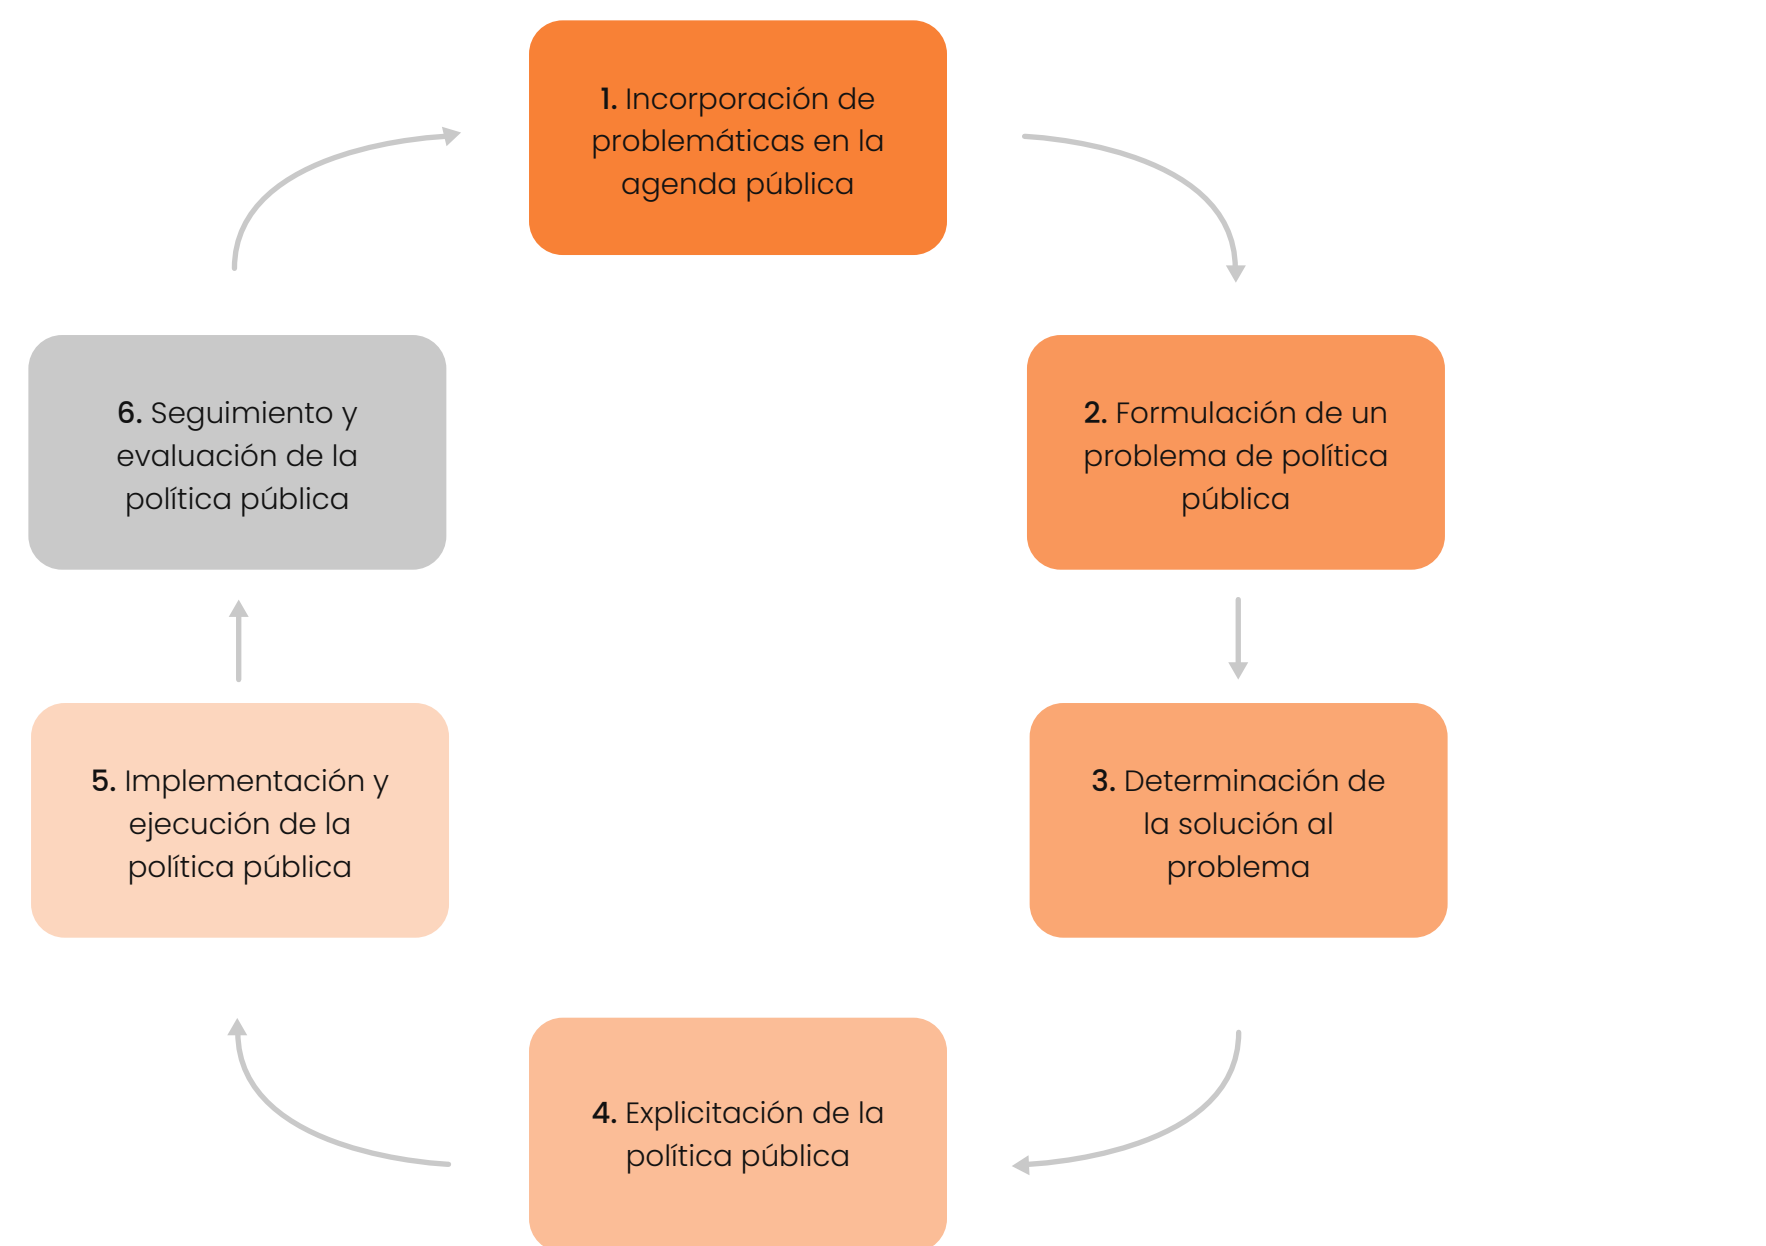 1. Incorporación de
problemáticas en la
agenda pública
2. Formulación de un
problema de política
pública
3. Determinación de
la solución al
problema
4. Explicitación de la
política pública
5. Implementación y
ejecución de la
política pública
6. Seguimiento y
evaluación de la
política pública